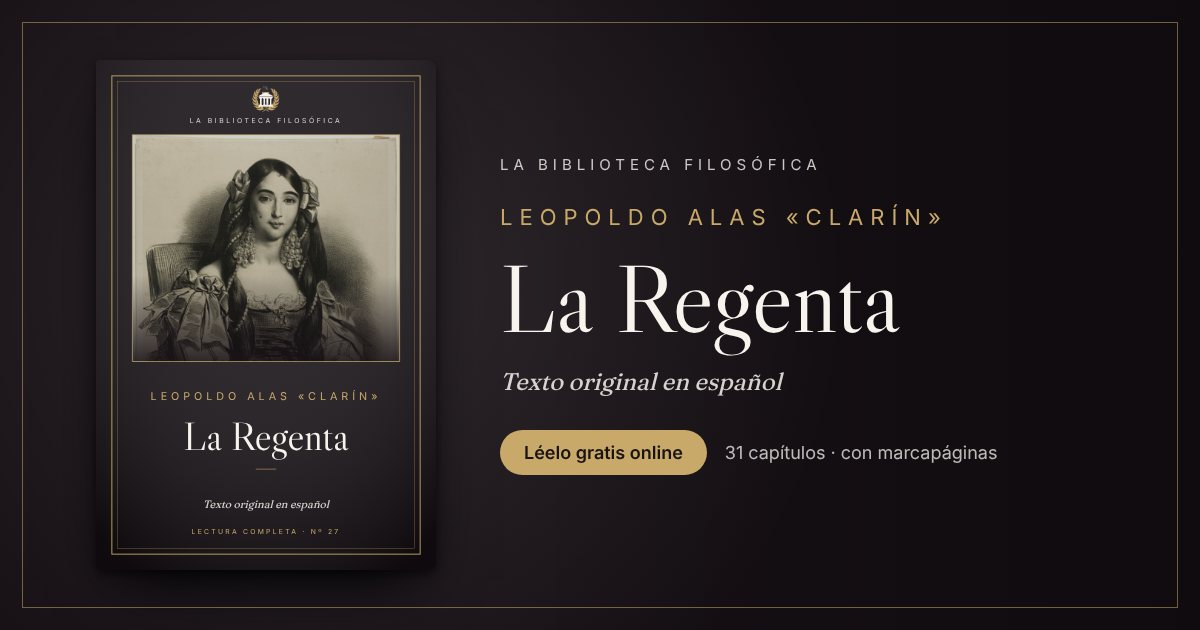 LA BIBLIOTECA FILOSÓFICA
LEOPOLDO ALAS «CLARÍN»
La Regenta
Texto original en español
LECTURA COMPLETA · Nº 27
LA BIBLIOTECA FILOSÓFICA
LEOPOLDO ALAS «CLARÍN»
La Regenta
Texto original en español
Léelo gratis online
31 capítulos · con marcapáginas